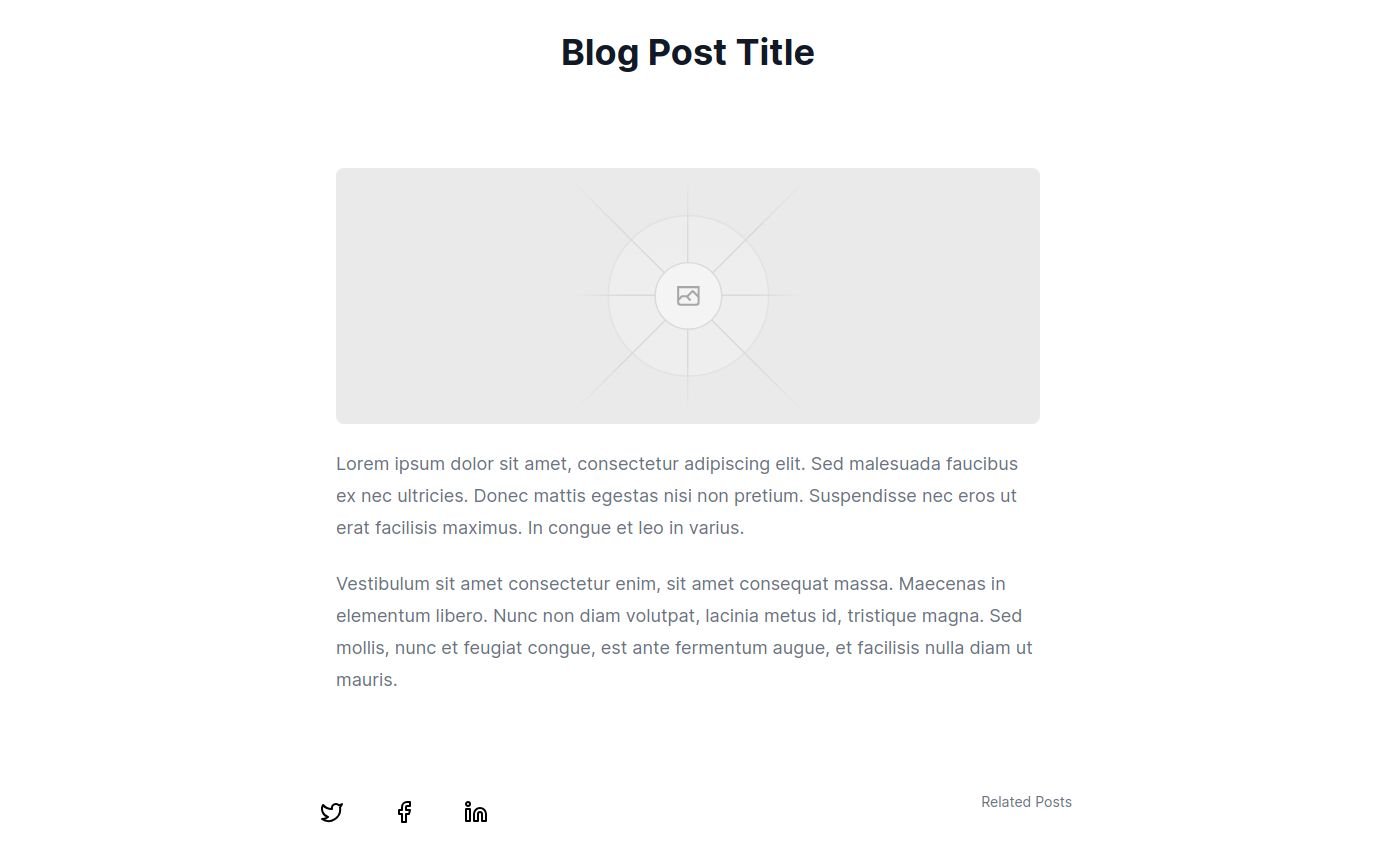 Blog Post Title
Lorem ipsum dolor sit amet, consectetur adipiscing elit. Sed malesuada faucibus
ex nec ultricies. Donec mattis egestas nisi non pretium. Suspendisse nec eros ut
erat facilisis maximus. In congue et leo in varius.
Vestibulum sit amet consectetur enim, sit amet consequat massa. Maecenas in
elementum libero. Nunc non diam volutpat, lacinia metus id, tristique magna. Sed
mollis, nunc et feugiat congue, est ante fermentum augue, et facilisis nulla diam ut
mauris.
Related Posts